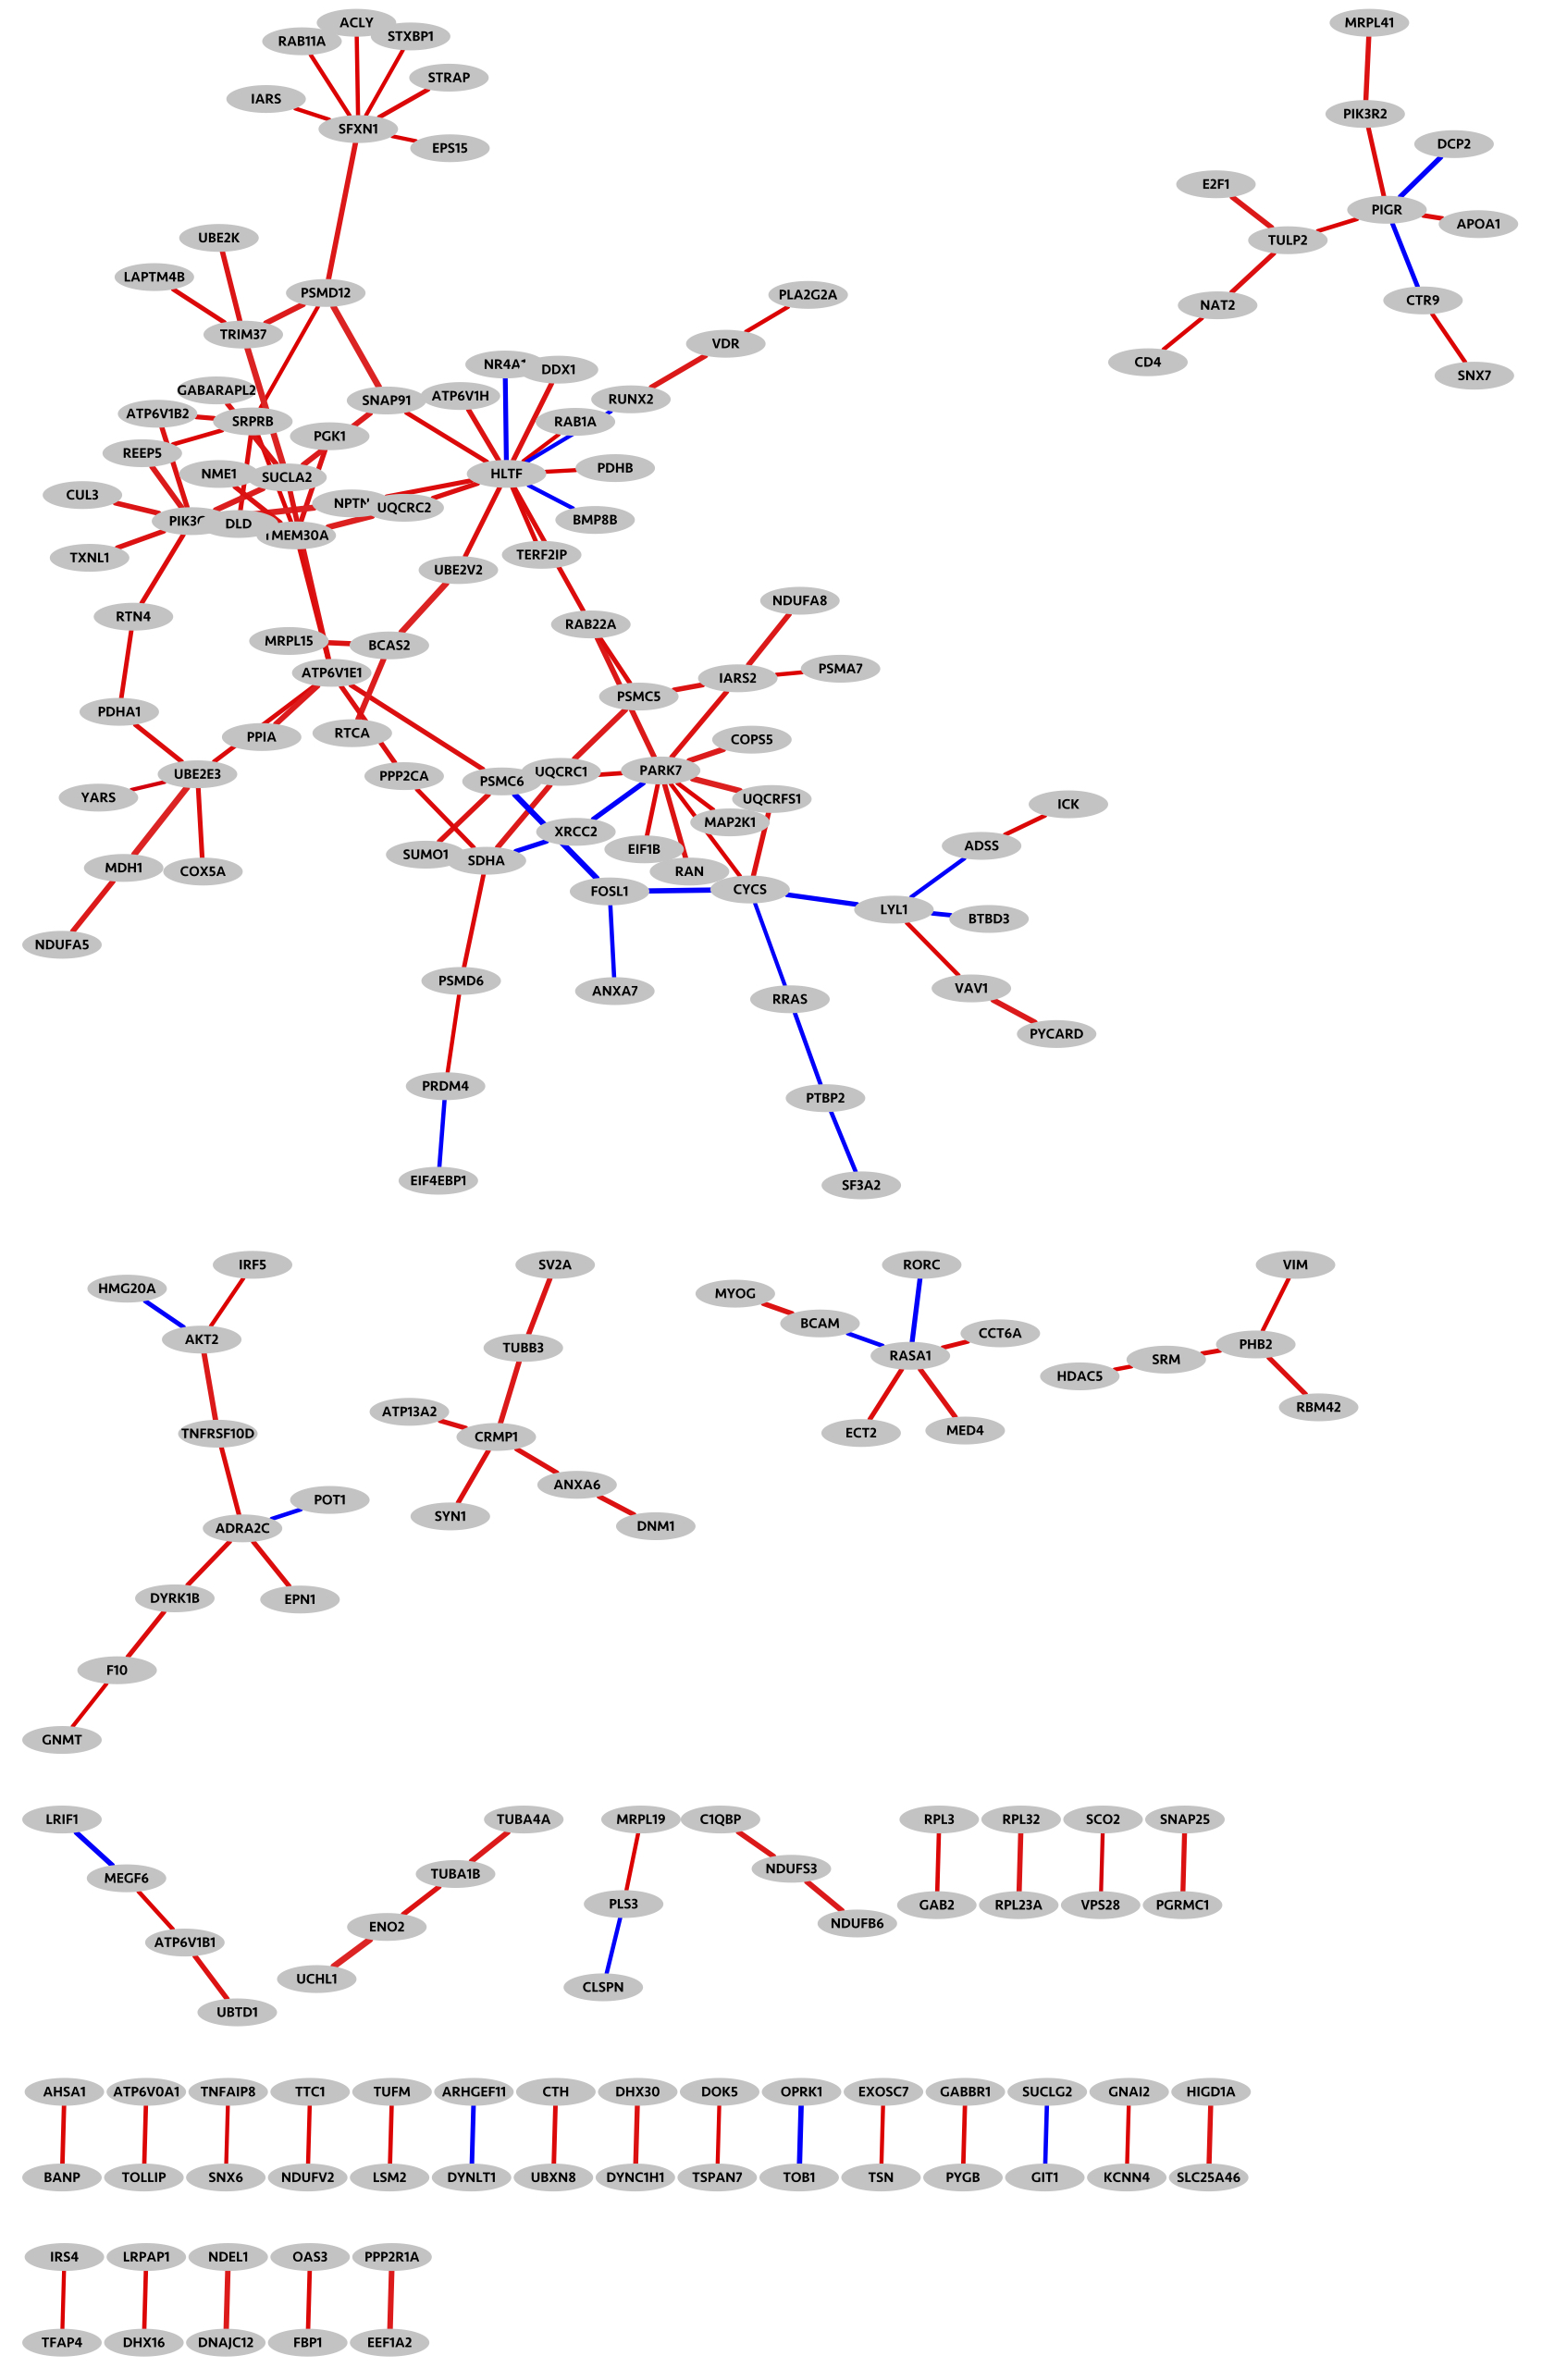 ACLY
MRPL41
RAB11A
STXBP1
STRAP
IARS
PIK3R2
SFXN1
DCP2
EPS15
E2F1
PIGR
APOA1
UBE2K
TULP2
LAPTM4B
PSMD12
PLA2G2A
CTR9
NAT2
TRIM37
VDR
CD4
DDX1
SNX7
GABARAPL2
ATP6V1H
SNAP91
RUNX2
ATP6V1B2
SRPRB
RAB1A
PGK1
REEP5
NME1
SUCLA2
HLTF
PDHB
CUL3
UQCRC2
DLD
BMP8B
TMEM30A
TXNL1
TERF2IP
UBE2V2
NDUFA8
RTN4
RAB22A
MRPL15
BCAS2
PSMA7
ATP6V1E1
IARS2
PSMC5
PDHA1
RTCA
PPIA
COPS5
UBE2E3
PPP2CA
PSMC6
UQCRC1
PARK7
YARS
UQCRFS1
ICK
MAP2K1
XRCC2
ADSS
EIF1B
SUMO1
SDHA
MDH1
COX5A
RAN
FOSL1
CYCS
LYL1
BTBD3
NDUFA5
PSMD6
ANXA7
VAV1
RRAS
PYCARD
PRDM4
PTBP2
EIF4EBP1
SF3A2
IRF5
SV2A
RORC
VIM
HMG20A
MYOG
BCAM
CCT6A
AKT2
TUBB3
PHB2
RASA1
SRM
HDAC5
ATP13A2
RBM42
TNFRSF10D
CRMP1
ECT2
MED4
ANXA6
POT1
SYN1
DNM1
ADRA2C
DYRK1B
EPN1
F10
GNMT
LRIF1
TUBA4A
MRPL19
C1QBP
RPL3
RPL32
SCO2
SNAP25
MEGF6
TUBA1B
NDUFS3
PLS3
GAB2
RPL23A
VPS28
PGRMC1
ENO2
NDUFB6
ATP6V1B1
UCHL1
CLSPN
UBTD1
AHSA1
ATP6V0A1
TNFAIP8
TTC1
TUFM
ARHGEF11
CTH
DHX30
DOK5
OPRK1
EXOSC7
GABBR1
SUCLG2
GNAI2
HIGD1A
BANP
TOLLIP
SNX6
NDUFV2
LSM2
DYNLT1
UBXN8
DYNC1H1
TSPAN7
TOB1
TSN
PYGB
GIT1
KCNN4
SLC25A46
IRS4
LRPAP1
NDEL1
OAS3
PPP2R1A
TFAP4
DHX16
DNAJC12
FBP1
EEF1A2